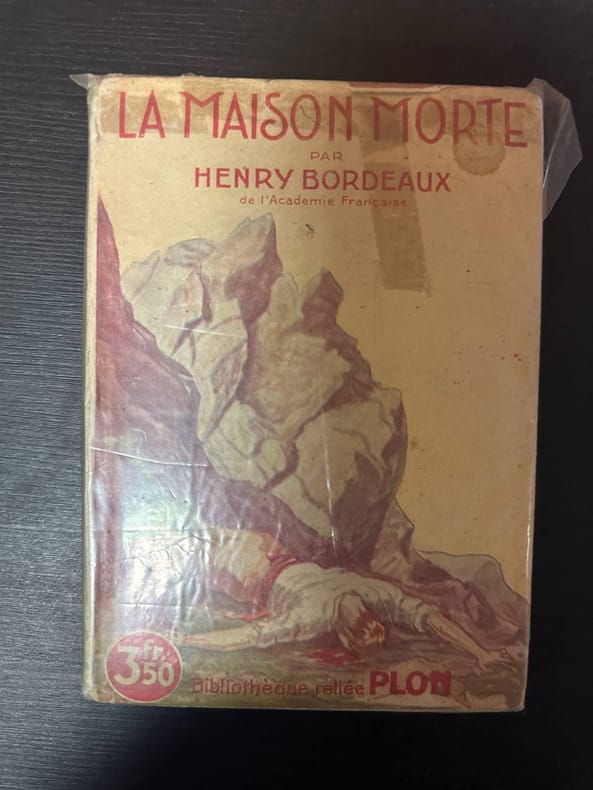 LA MAISON MORTE
PAR
HENRY BORDEAUX
de l'Academie Française
3fr.50
Bibliothèque reliée PLON